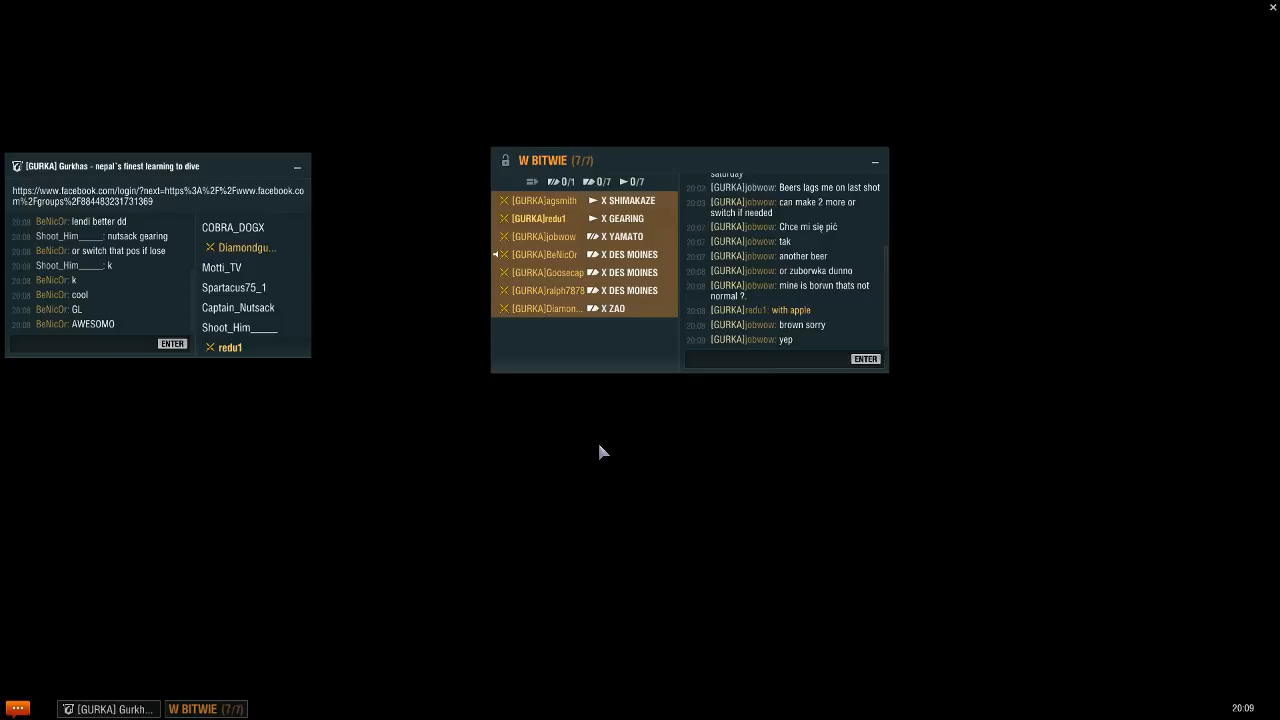 [GURKA] Gurkhas - nepal`s finest learning to dive
https://www.facebook.com/login/?next=https%3A%2F%2Fwww.facebook.co
m%2Fgroups%2F884483231731369
20:08 BeNicOr: lendi better dd
20:08 Shoot_Him_____: nutsack gearing
20:08 BeNicOr: or switch that pos if lose
20:08 Shoot_Him_____: k
20:08 BeNicOr: k
20:08 BeNicOr: cool
20:08 BeNicOr: GL
20:08 BeNicOr: AWESOMO
ENTER
COBRA_DOGX
Diamondgu...
Motti_TV
Spartacus75_1
Captain_Nutsack
Shoot_Him_____
redu1
W BITWIE (7/7)
0/1 0/7 0/7
[GURKA]agsmith X SHIMAKAZE
[GURKA]redu1 X GEARING
[GURKA]jobwow X YAMATO
[GURKA]BeNicOr X DES MOINES
[GURKA]Goosecap X DES MOINES
[GURKA]ralph7878 X DES MOINES
[GURKA]Diamon... X ZAO
saturday
20:02 [GURKA]jobwow: Beers lags me on last shot
20:03 [GURKA]jobwow: can make 2 more or
switch if needed
20:07 [GURKA]jobwow: Chce mi się pić
20:07 [GURKA]jobwow: tak
20:07 [GURKA]jobwow: another beer
20:08 [GURKA]jobwow: or zuborwka dunno
20:08 [GURKA]jobwow: mine is borwn thats not
normal ?.
20:08 [GURKA]redu1: with apple
20:08 [GURKA]jobwow: brown sorry
20:09 [GURKA]jobwow: yep
ENTER
[GURKA] Gurkh...
W BITWIE (7/7)
20:09